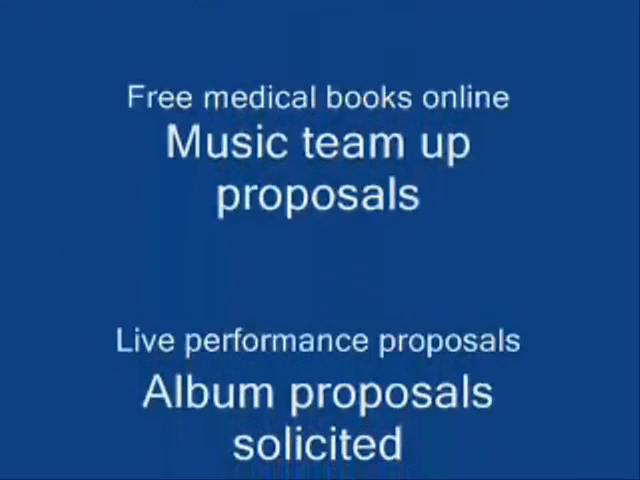 Free medical books online
Music team up
proposals
Live performance proposals
Album proposals
solicited